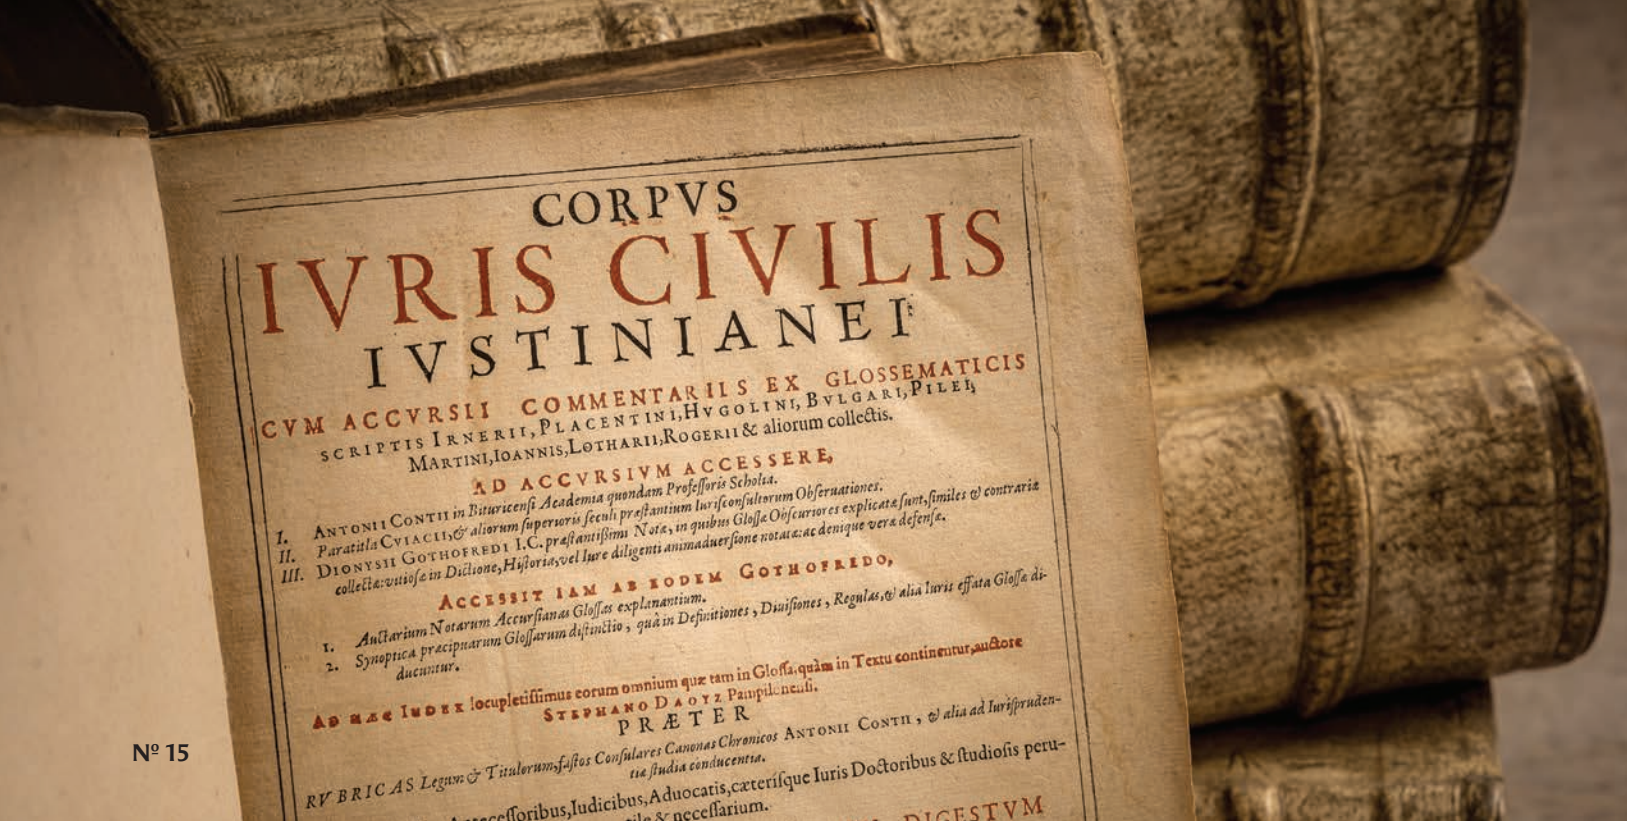 CORPVS
IVRIS CIVILIS
IVSTINIANEI
CVM ACCVRSII COMMENTARIIS EX GLOSSEMATICIS
SCRIPTIS IRNERII, PLACENTINI, HVGOLINI, BVLGARI, PILEI,
MARTINI, IOANNIS, LOTHARII, ROGERII & aliorum collectis.
AD ACCVRSIVM ACCESSERE,
I. ANTONII CONTII in Bituricenſi Academia quondam Profeſſoris Scholia.
II. Paratitla CVIACII, & aliorum ſuperioris ſeculi præſtantium Iuriſconſultorum Obſeruationes.
III. DIONYSII GOTHOFREDI I.C. præſtantißimi Notæ, in quibus Gloſſæ Obſcuriores explicatæ ſunt, ſimiles & contrariæ
collectæ: vitioſæ in Dictione, Hiſtoria, vel Iure diligenti animaduerſione notatæ: ac denique veræ defenſæ.
ACCESSIT IAM AB EODEM GOTHOFREDO,
1. Auctarium Notarum Accurſianas Gloſſas explanantium.
2. Synoptica præcipuarum Gloſſarum diſtinctio, quâ in Definitiones, Diuiſiones, Regulas, & alia Iuris effata Gloſſæ di-
ducuntur.
AD HÆC INDEX locupletiſſimus eorum omnium quæ tam in Gloſſa, quàm in Textu continentur, auctore
STEPHANO DAOYZ Pampilonenſi.
PRÆTER
RVBRICAS Legum & Titulorum, faſtos Conſulares Canonas Chronicos ANTONII CONTII, & alia ad Iuriſpruden-
tiæ ſtudia conducentia.
Iudicibus, Aduocatis, cæteriſque Iuris Doctoribus & ſtudioſis peru-
& neceſſarium.
DIGESTVM
Nº 15